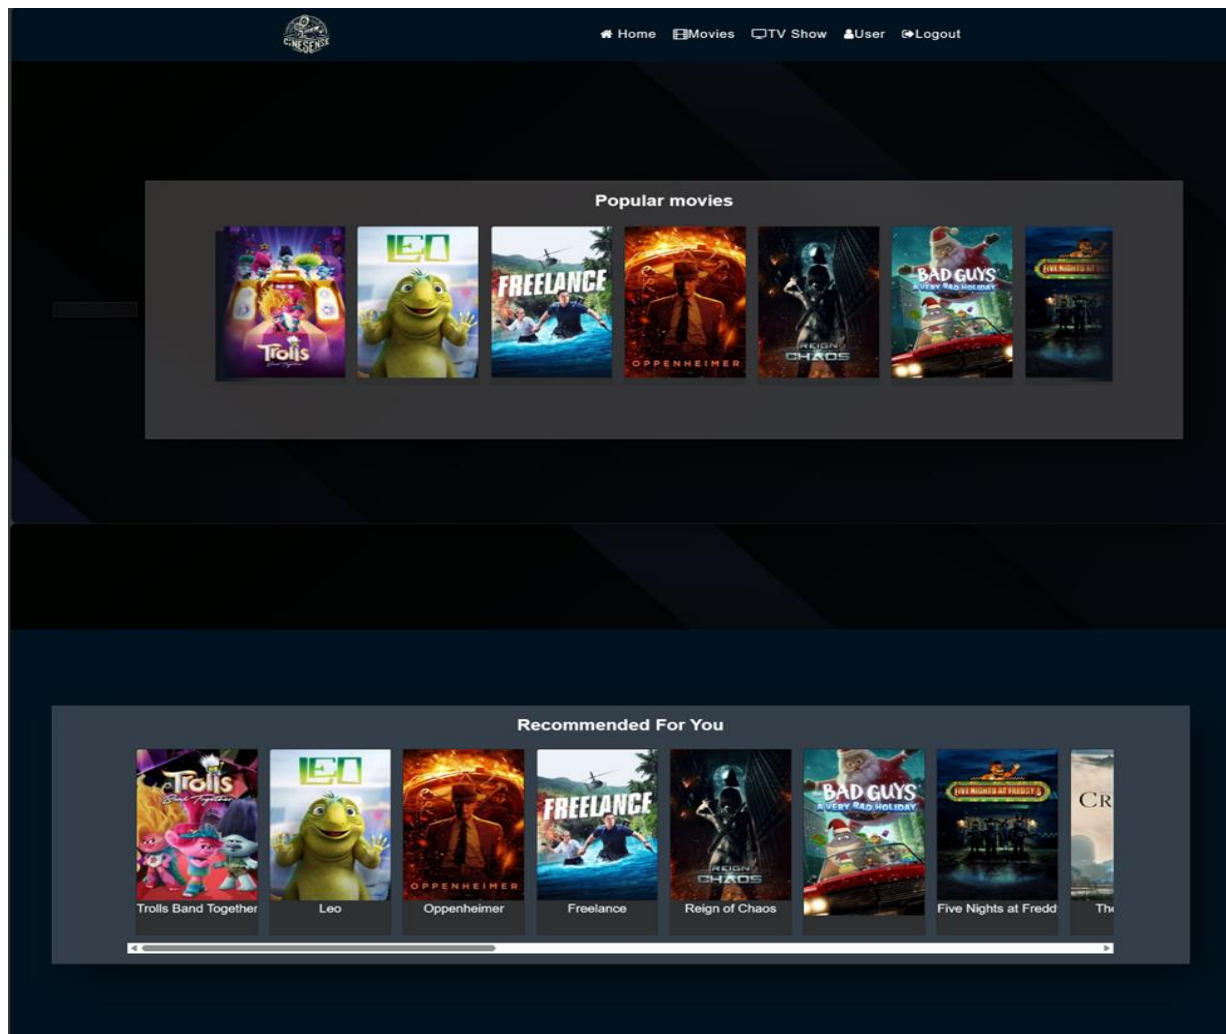 CINESENSE
Home Movies TV Show User Logout
Popular movies
Trolls
Band Together
LEO
FREELANCE
OPPENHEIMER
REIGN
CHAOS
BAD GUYS
A VERY BAD HOLIDAY
FIVE NIGHTS AT FR
Recommended For You
Trolls
Band Together
LEO
OPPENHEIMER
FREELANCE
REIGN
CHAOS
BAD GUYS
A VERY BAD HOLIDAY
FIVE NIGHTS AT FREDDY'S
CR
Trolls Band Together Leo Oppenheimer Freelance Reign of Chaos Five Nights at Fredd The